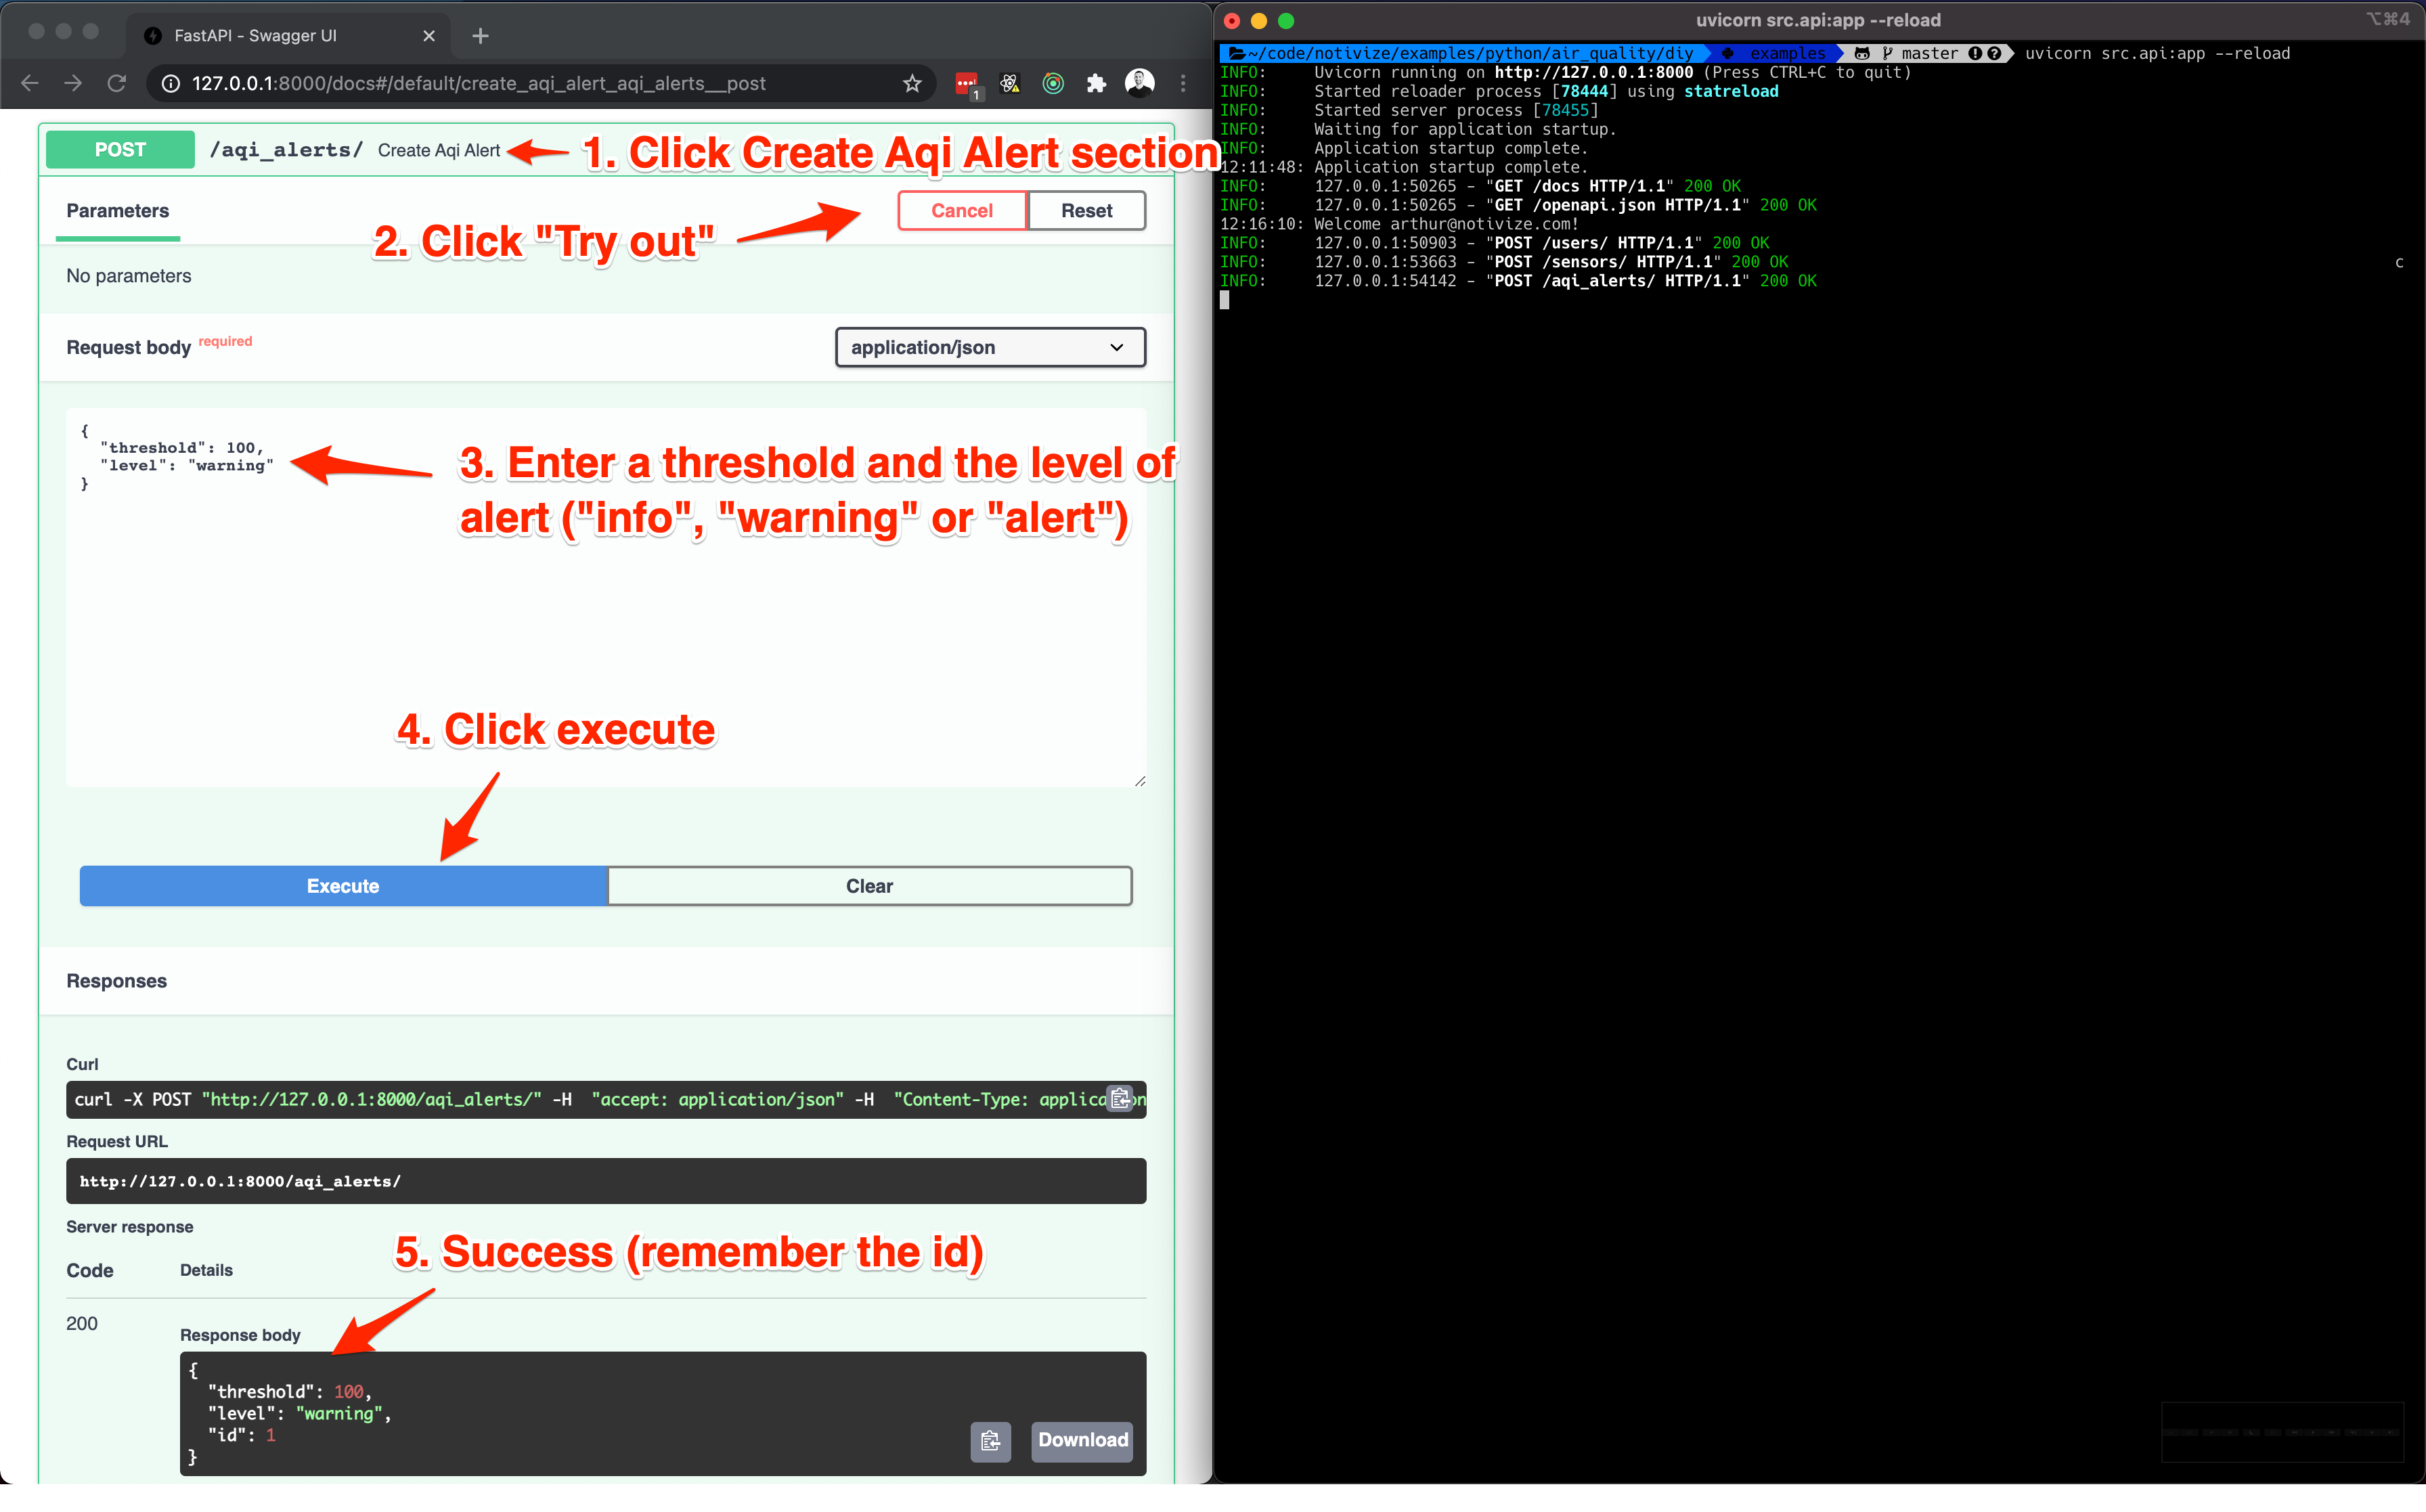 FastAPI - Swagger UI
127.0.0.1:8000/docs#/default/create_aqi_alert_aqi_alerts__post
1
POST /aqi_alerts/ Create Aqi Alert
1. Click Create Aqi Alert section
Parameters
Cancel
Reset
2. Click "Try out"
No parameters
Request body required
application/json
{
"threshold": 100,
"level": "warning"
}
3. Enter a threshold and the level of
alert ("info", "warning" or "alert")
4. Click execute
Execute
Clear
Responses
Curl
curl -X POST "http://127.0.0.1:8000/aqi_alerts/" -H "accept: application/json" -H "Content-Type: applica
Request URL
http://127.0.0.1:8000/aqi_alerts/
Server response
5. Success (remember the id)
Code Details
200
Response body
{
"threshold": 100,
"level": "warning",
"id": 1
}
Download
uvicorn src.api:app --reload
⌥⌘4
~/code/notivize/examples/python/air_quality/diy examples master uvicorn src.api:app --reload
INFO: Uvicorn running on http://127.0.0.1:8000 (Press CTRL+C to quit)
INFO: Started reloader process [78444] using statreload
INFO: Started server process [78455]
INFO: Waiting for application startup.
INFO: Application startup complete.
12:11:48: Application startup complete.
INFO: 127.0.0.1:50265 - "GET /docs HTTP/1.1" 200 OK
INFO: 127.0.0.1:50265 - "GET /openapi.json HTTP/1.1" 200 OK
12:16:10: Welcome arthur@notivize.com!
INFO: 127.0.0.1:50903 - "POST /users/ HTTP/1.1" 200 OK
INFO: 127.0.0.1:53663 - "POST /sensors/ HTTP/1.1" 200 OK
c
INFO: 127.0.0.1:54142 - "POST /aqi_alerts/ HTTP/1.1" 200 OK